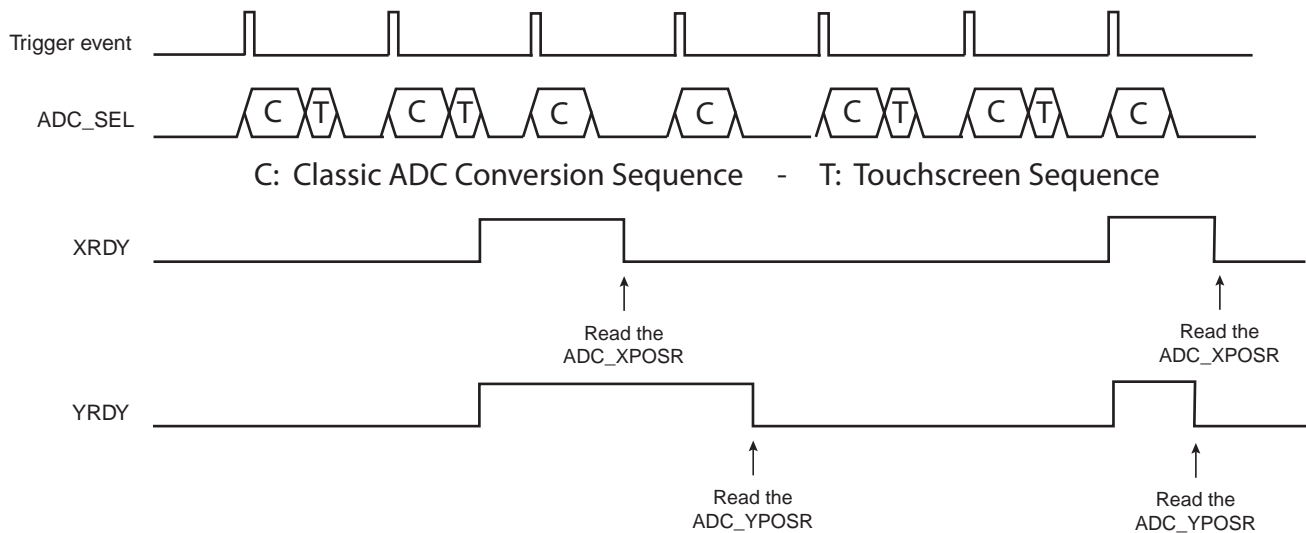 Trigger event
ADC_SEL
C T C T C C C T C T C
C: Classic ADC Conversion Sequence - T: Touchscreen Sequence
XRDY
Read the
ADC_XPOSR
Read the
ADC_XPOSR
YRDY
Read the
ADC_YPOSR
Read the
ADC_YPOSR